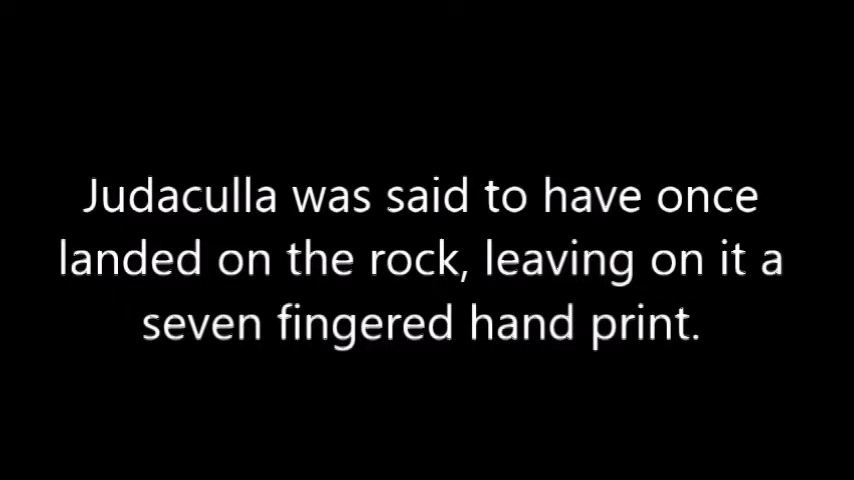 Judaculla was said to have once
landed on the rock, leaving on it a
seven fingered hand print.